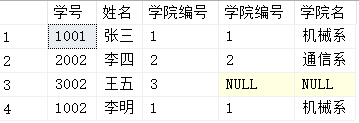 学号 姓名 学院编号 学院编号 学院名
1 1001 张三 1 1 机械系
2 2002 李四 2 2 通信系
3 3002 王五 3 NULL NULL
4 1002 李明 1 1 机械系